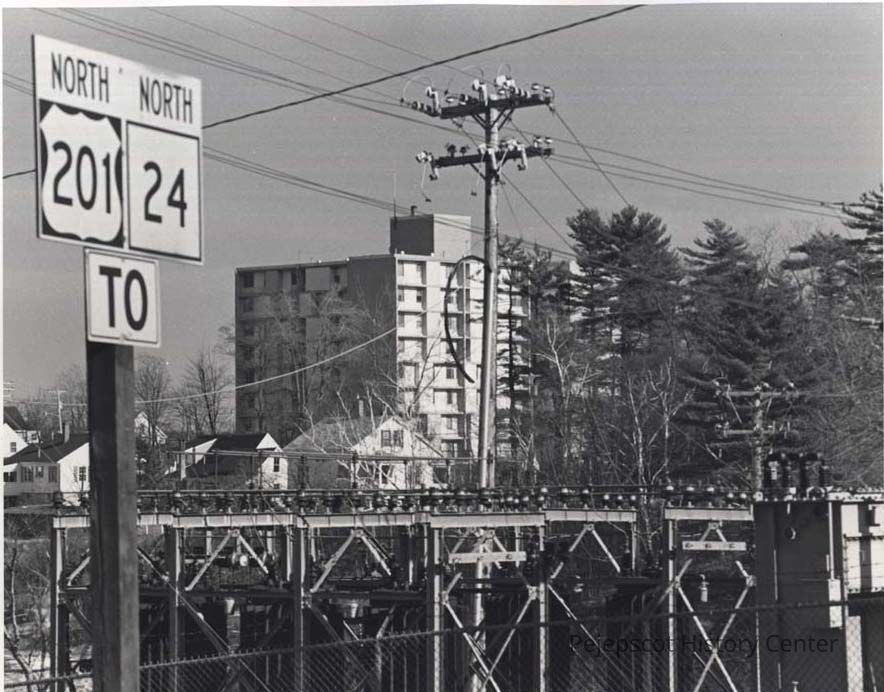 NORTH NORTH
201 24
TO
Pejepscot History Center